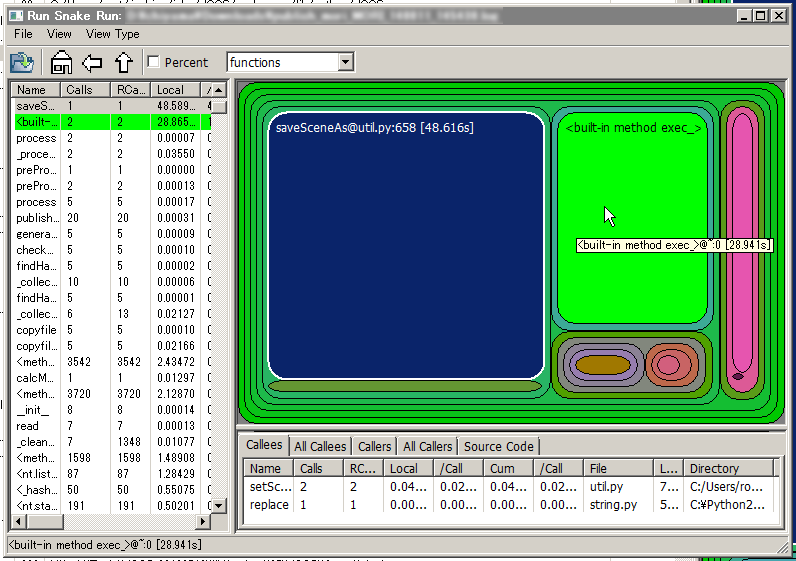 Run Snake Run:
File View View Type
Percent functions
Name Calls RCa... Local /
saveS... 1 1 48.589... 4
<built-... 2 2 28.865...
process 2 2 0.00007 0
_proce... 2 2 0.03550 0
prePro... 1 1 0.00000 0
prePro... 2 2 0.00013 0
process 5 5 0.00017 0
publish... 20 20 0.00031 0
genera... 5 5 0.00009 0
check... 5 5 0.00010 0
findHa... 5 5 0.00002 0
_collec... 10 10 0.00006 0
findHa... 5 5 0.00001 0
_collec... 6 13 0.02127 0
copyfile 5 5 0.00010 0
copyfil... 5 5 0.02166 0
<meth... 3542 3542 2.43472 0
calcM... 1 1 0.01297 0
<meth... 3720 3720 2.12870 0
__init__ 8 8 0.00014 0
read 7 7 0.00013 0
_clean... 7 1348 0.01077 0
<meth... 1598 1598 1.48908 0
<nt.list... 87 87 1.28429 0
<_hash... 50 50 0.55075 0
<nt.sta... 191 191 0.50201 0
saveSceneAs@util.py:658 [48.616s]
<built-in method exec_>
<built-in method exec_>@~:0 [28.941s]
Callees All Callees Callers All Callers Source Code
Name Calls RC... Local /Call Cum /Call File L... Directory
setSc... 2 2 0.04... 0.02... 0.04... 0.02... util.py 7... C:/Users/ro...
replace 1 1 0.00... 0.00... 0.00... 0.00... string.py 5... C:¥Python2...
<built-in method exec_>@~:0 [28.941s]